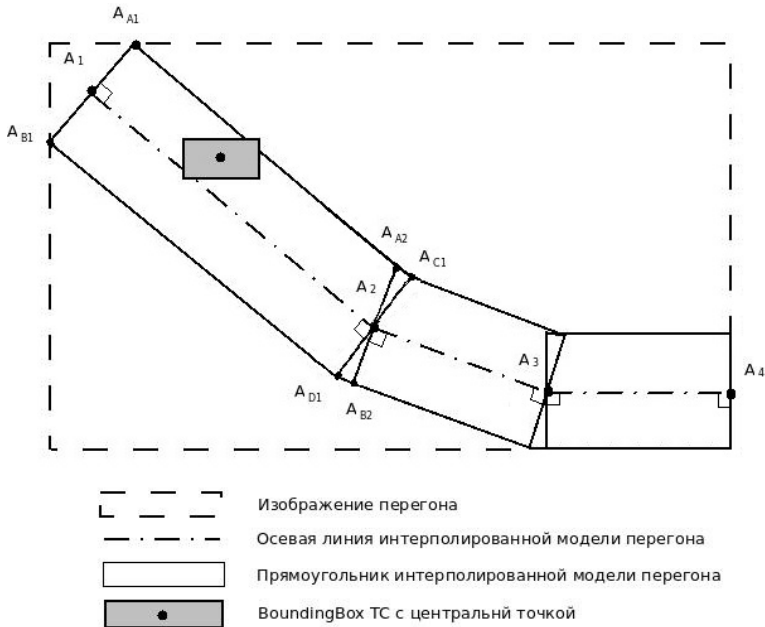 A A1
A 1
A B1
A A2
A C1
A 2
A 3
A 4
A D1
A B2
Изображение перегона
Осевая линия интерполированной модели перегона
Прямоугольник интерполированной модели перегона
BoundingBox ТС с центральнй точкой